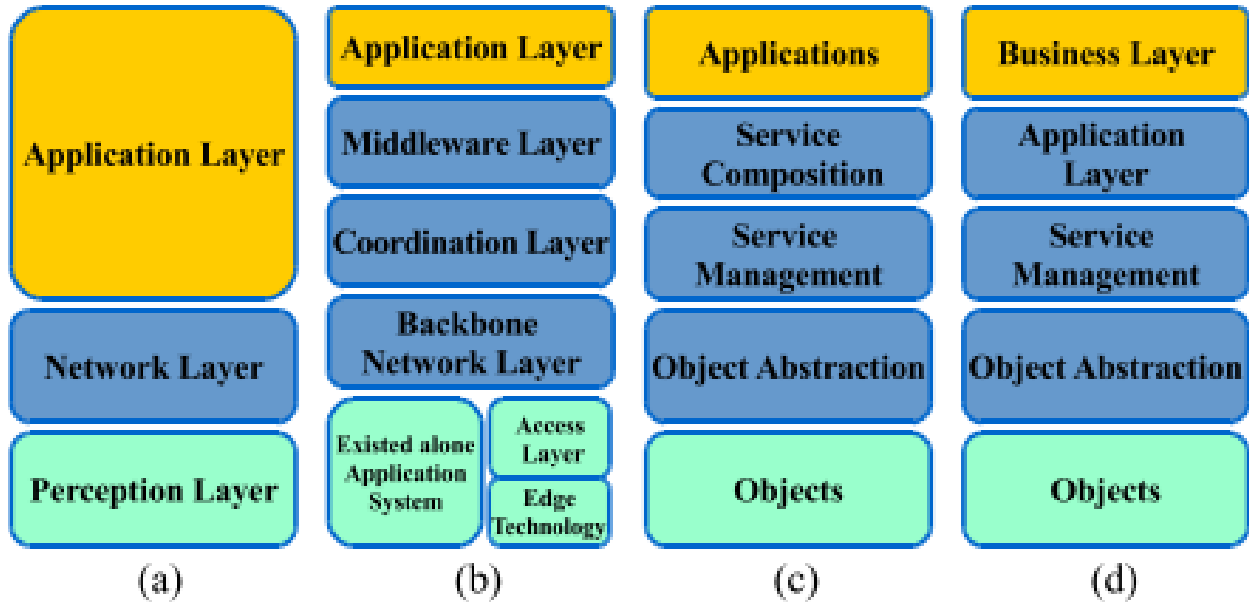 Application Layer
Network Layer
Perception Layer
(a)
Application Layer
Middleware Layer
Coordination Layer
Backbone
Network Layer
Existed alone
Application
System
Access
Layer
Edge
Technology
(b)
Applications
Service
Composition
Service
Management
Object Abstraction
Objects
(c)
Business Layer
Application
Layer
Service
Management
Object Abstraction
Objects
(d)